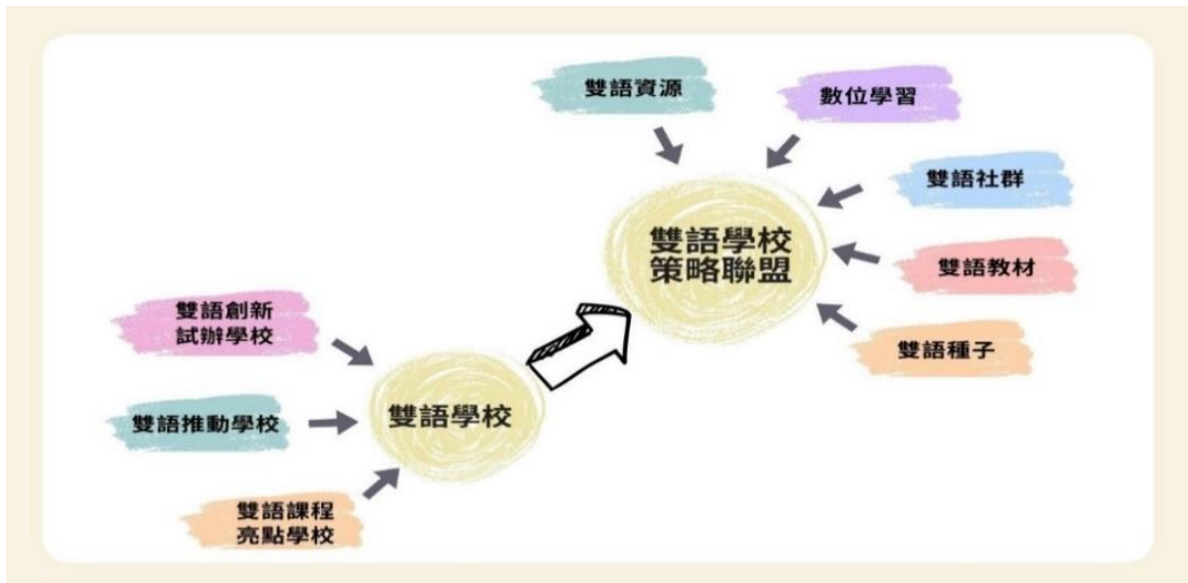 雙語資源
數位學習
雙語社群
雙語學校
策略聯盟
雙語教材
雙語種子
雙語創新
試辦學校
雙語學校
雙語推動學校
雙語課程
亮點學校